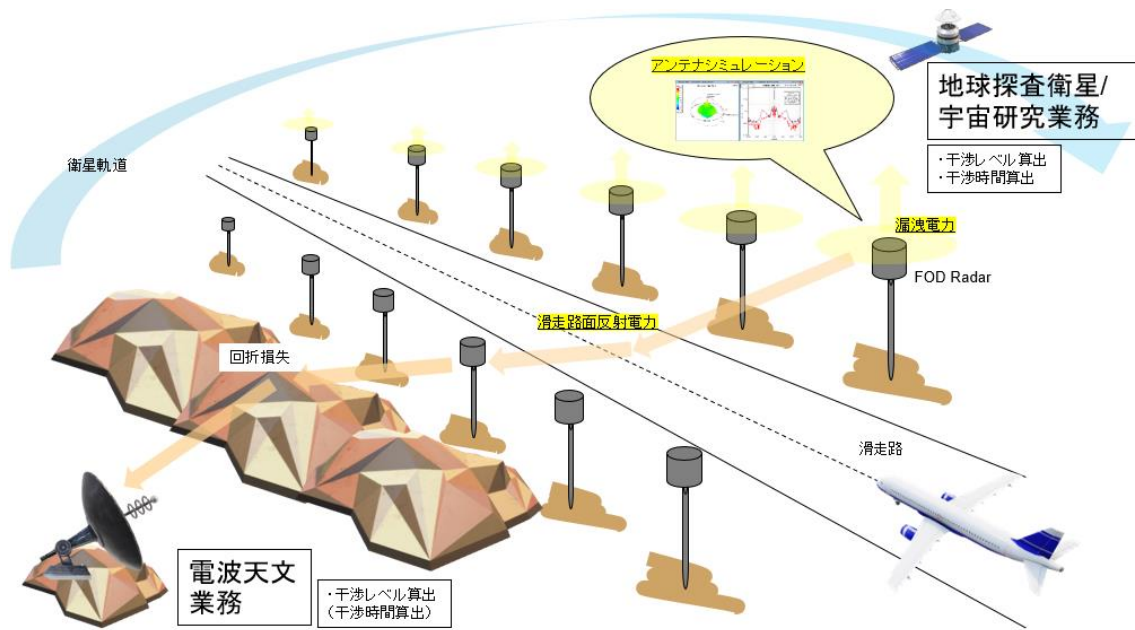 アンテナシミュレーション
地球探査衛星/
宇宙研究業務
・干渉レベル算出
・干渉時間算出
衛星軌道
漏洩電力
FOD Radar
滑走路面反射電力
回折損失
滑走路
電波天文
業務
・干渉レベル算出
（干渉時間算出）